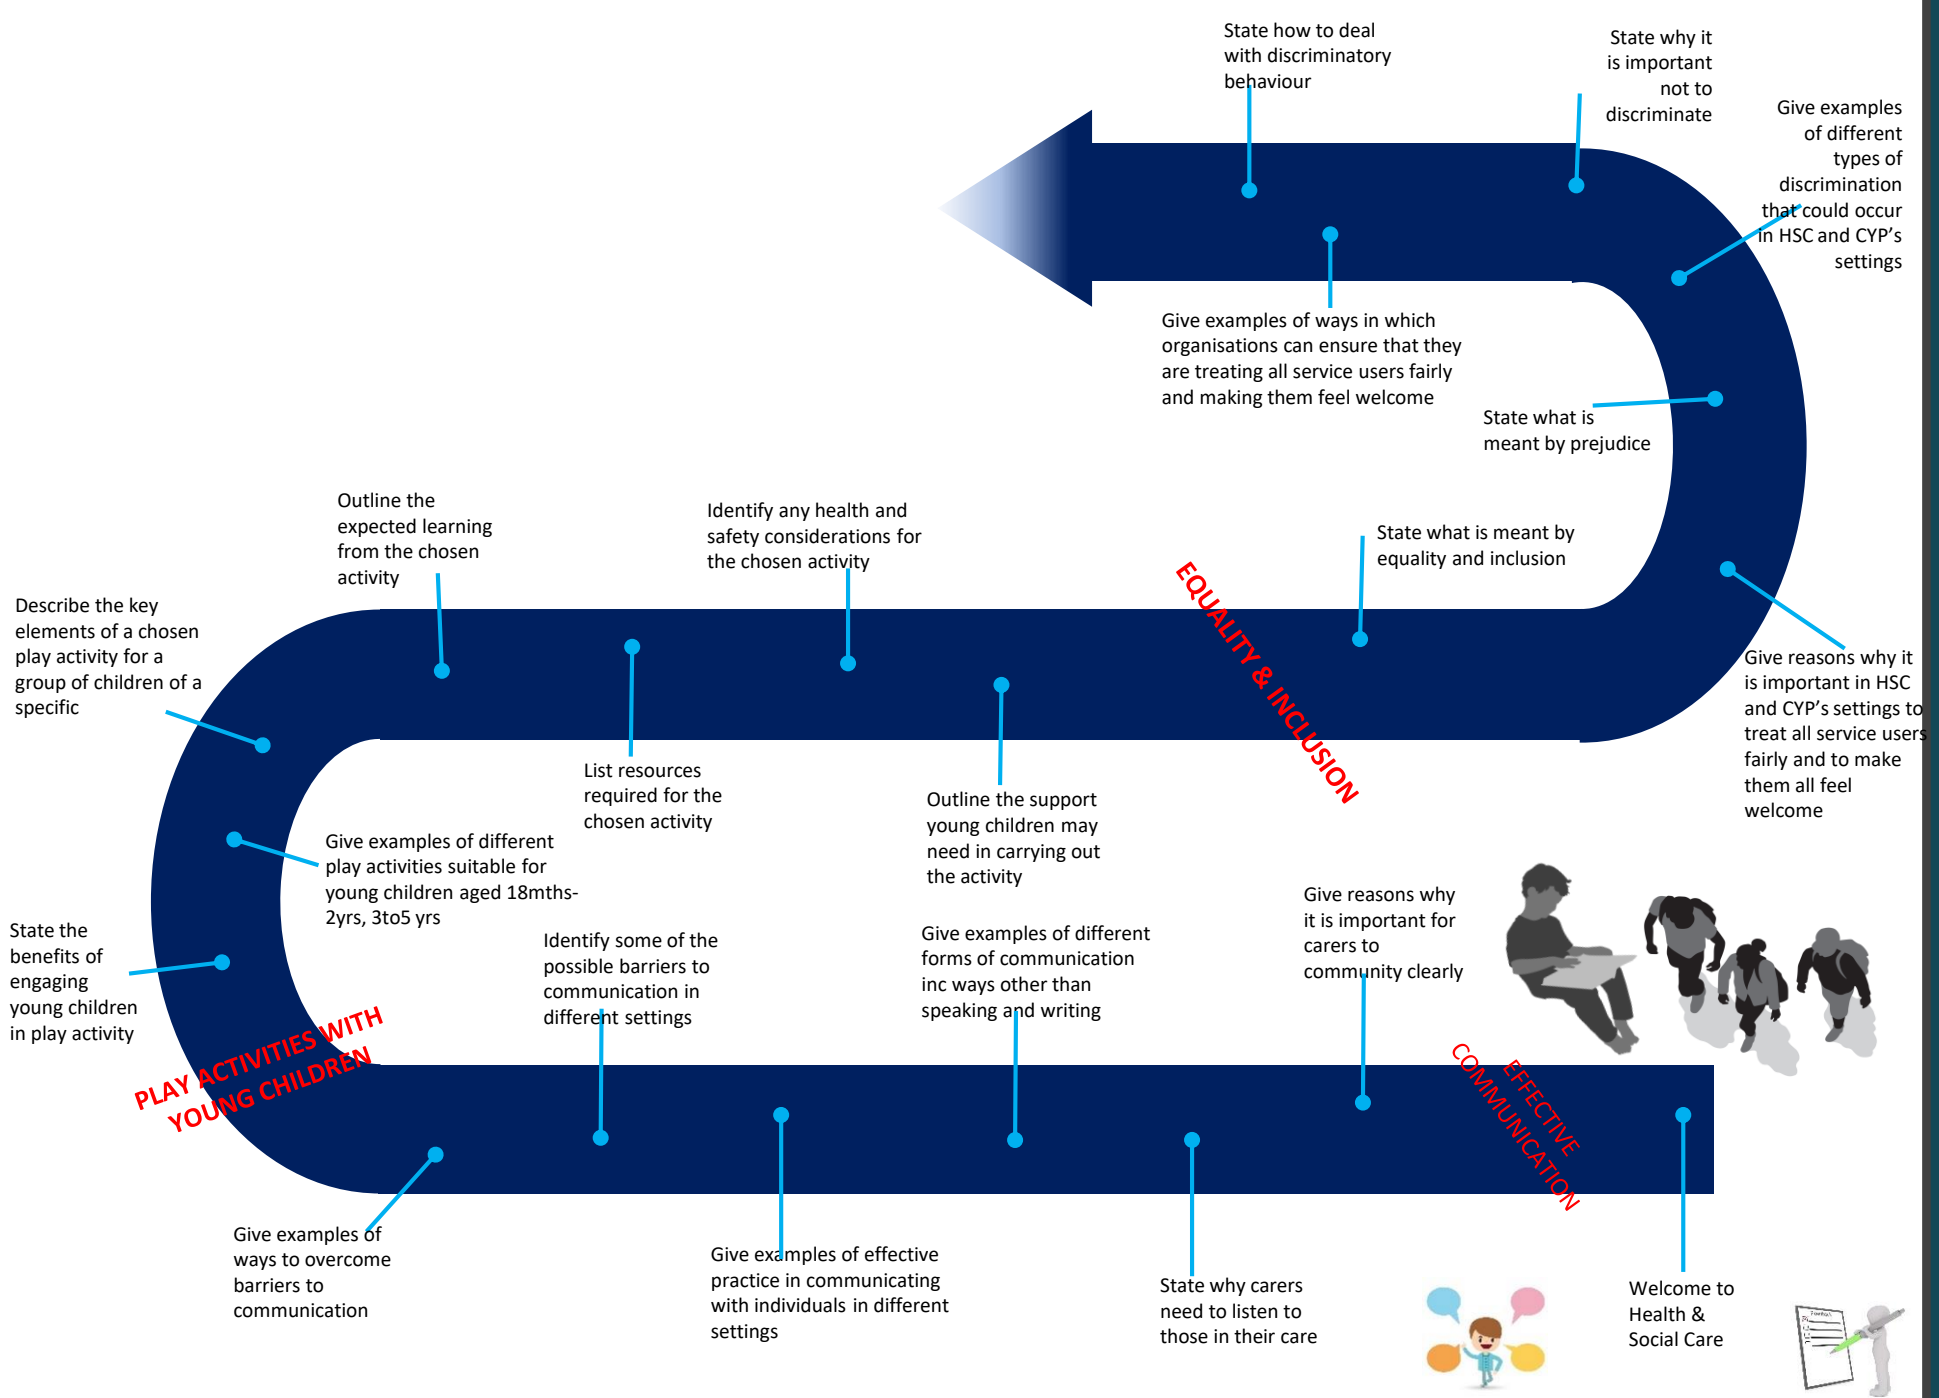 State how to deal
with discriminatory
behaviour
State why it
is important
not to
discriminate
Give examples
of different
types of
discrimination
that could occur
in HSC and CYP's
settings
Give examples of ways in which
organisations can ensure that they
are treating all service users fairly
and making them feel welcome
State what is
meant by prejudice
Outline the
expected learning
from the chosen
activity
Identify any health and
safety considerations for
the chosen activity
State what is meant by
equality and inclusion
EQUALITY & INCLUSION
Describe the key
elements of a chosen
play activity for a
group of children of a
specific
Give reasons why it
is important in HSC
and CYP's settings to
treat all service users
fairly and to make
them all feel
welcome
List resources
required for the
chosen activity
Outline the support
young children may
need in carrying out
the activity
Give examples of different
play activities suitable for
young children aged 18mths-
2yrs, 3to5 yrs
State the
benefits of
engaging
young children
in play activity
Identify some of the
possible barriers to
communication in
different settings
Give examples of different
forms of communication
inc ways other than
speaking and writing
Give reasons why
it is important for
carers to
community clearly
PLAY ACTIVITIES WITH
YOUNG CHILDREN
EFFECTIVE
COMMUNICATION
Give examples of
ways to overcome
barriers to
communication
Give examples of effective
practice in communicating
with individuals in different
settings
State why carers
need to listen to
those in their care
Welcome to
Health &
Social Care